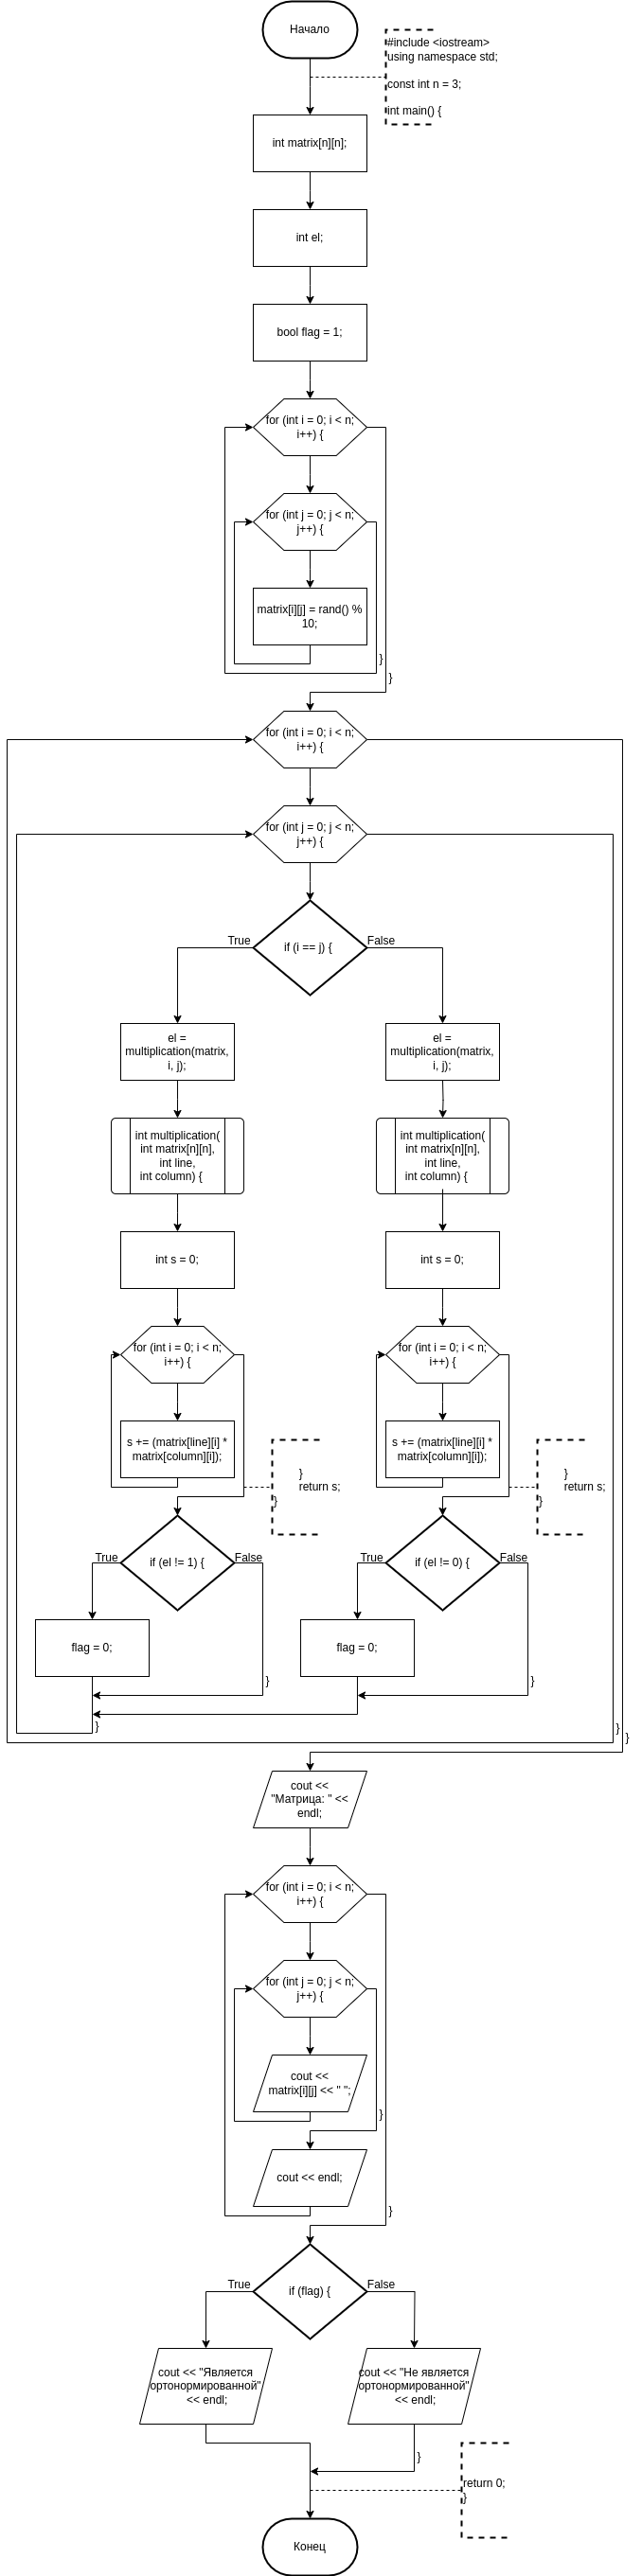 Начало
#include <iostream>
using namespace std;
const int n = 3;
int main() {
int matrix[n][n];
int el;
bool flag = 1;
for (int i = 0; i < n;
i++) {
for (int j = 0; j < n;
j++) {
matrix[i][j] = rand() %
10;
}
}
for (int i = 0; i < n;
i++) {
for (int j = 0; j < n;
j++) {
True
if (i == j) {
False
el =
multiplication(matrix,
i, j);
int multiplication(
int matrix[n][n],
int line,
int column) {
int s = 0;
for (int i = 0; i < n;
i++) {
s += (matrix[line][i] *
matrix[column][i]);
}
return s;
}
True
if (el != 1) {
False
flag = 0;
}
}
el =
multiplication(matrix,
i, j);
int multiplication(
int matrix[n][n],
int line,
int column) {
int s = 0;
for (int i = 0; i < n;
i++) {
s += (matrix[line][i] *
matrix[column][i]);
}
return s;
}
True
if (el != 0) {
False
flag = 0;
}
}
}
cout <<
"Матрица: " <<
endl;
for (int i = 0; i < n;
i++) {
for (int j = 0; j < n;
j++) {
cout <<
matrix[i][j] << " ";
}
cout << endl;
}
True
if (flag) {
False
cout << "Является
ортонормированной"
<< endl;
cout << "Не является
ортонормированной"
<< endl;
}
return 0;
}
Конец